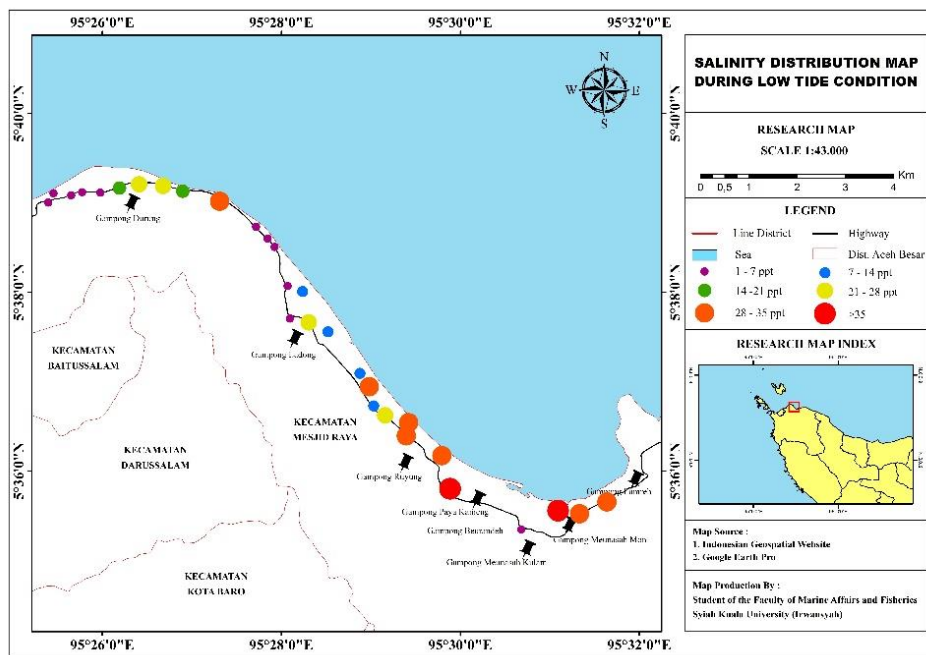 95°26'0"E 95°28'0"E 95°30'0"E 95°32'0"E
5°40'0"N
5°38'0"N
5°36'0"N
N
W E
S
Gampong Durung
Gampong Ladong
KECAMATAN
BAITUSSALAM
KECAMATAN
DARUSSALAM
KECAMATAN
MESJID RAYA
KECAMATAN
KOTA BARO
Gampong Ruyung
Gampong Paya Kameng
Gampong Beurandeh
Gampong Meunasah Kulam
Gampong Meunasah Mon
Gampong
5°40'0"N
5°38'0"N
5°36'0"N
95°26'0"E 95°28'0"E 95°30'0"E 95°32'0"E
SALINITY DISTRIBUTION MAP
DURING LOW TIDE CONDITION
RESEARCH MAP
SCALE 1:43.000
Km
0 0,5 1 2 3 4
LEGEND
Line District Highway
Sea Dist. Aceh Besar
1 - 7 ppt 7 - 14 ppt
14 -21 ppt 21 - 28 ppt
28 - 35 ppt >35
RESEARCH MAP INDEX
Map Source :
1. Indonesian Geospatial Website
2. Google Earth Pro
Map Production By :
Student of the Faculty of Marine Affairs and Fisheries
Syiah Kuala University (Irwansyah)